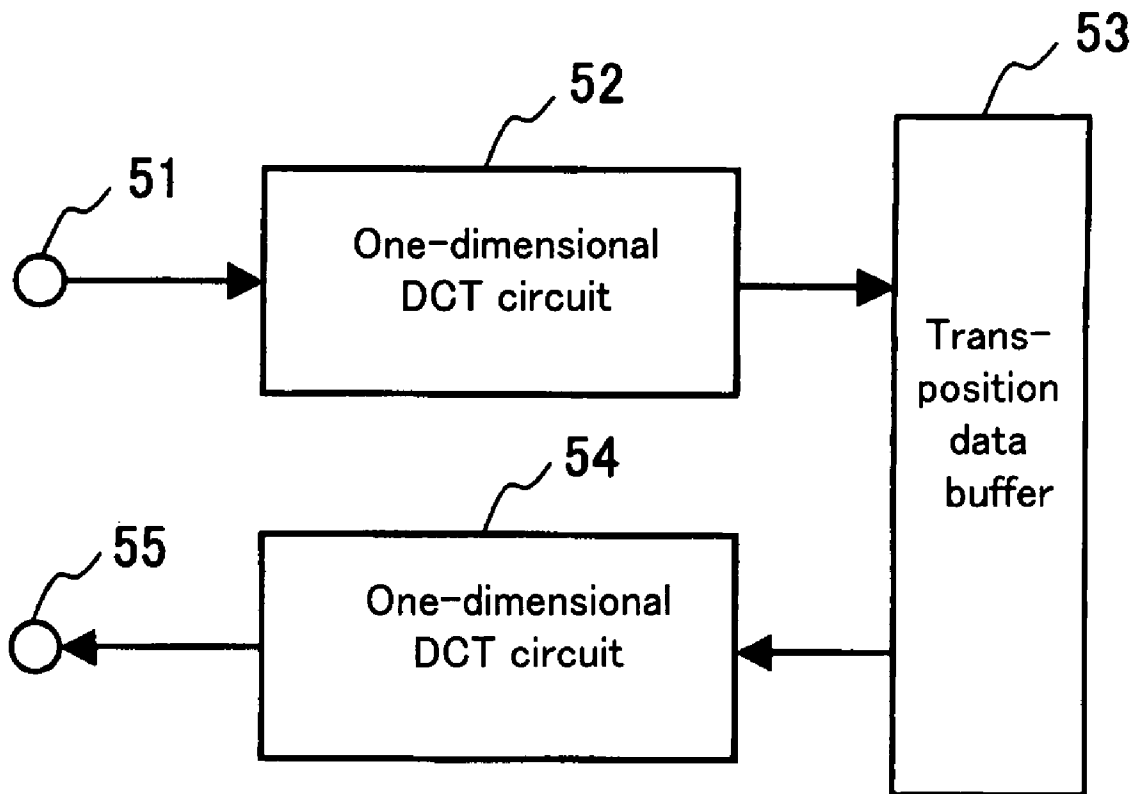 53
52
51
One-dimensional
DCT circuit
Trans-
position
data
buffer
54
55
One-dimensional
DCT circuit